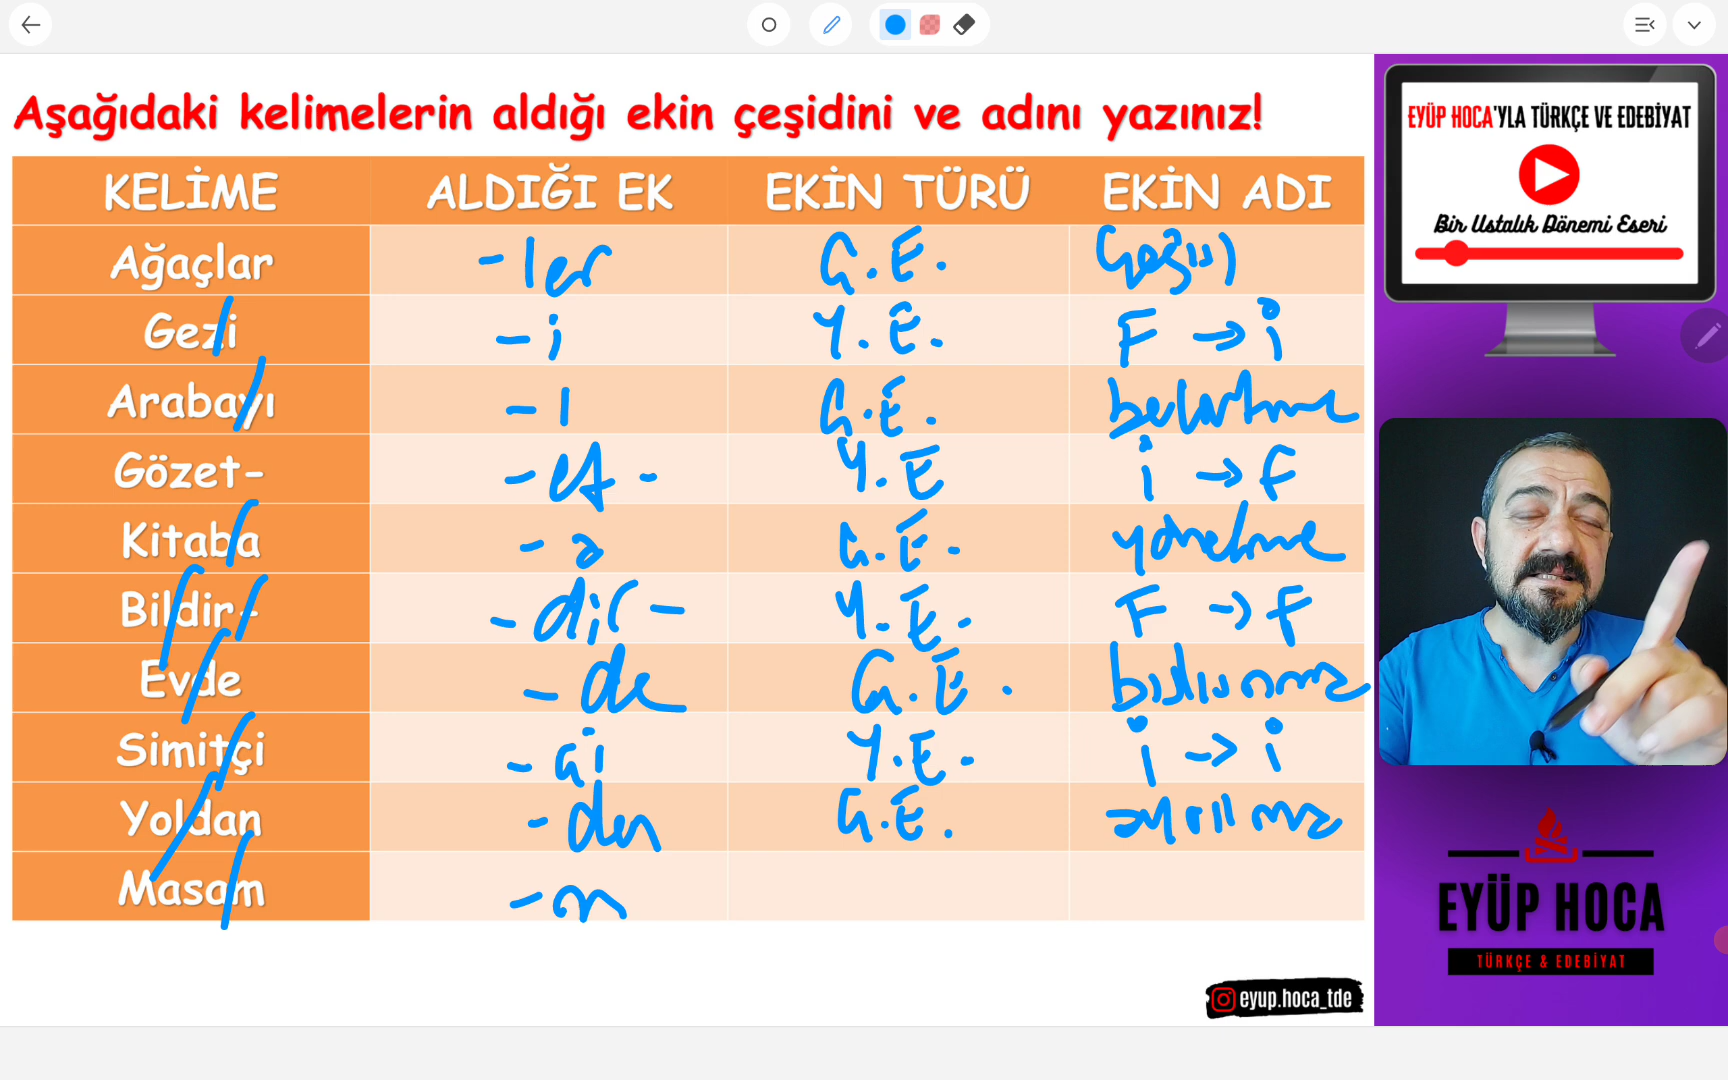 Aşağıdaki kelimelerin aldığı ekin çeşidini ve adını yazınız!
KELİME ALDIĞI EK EKİN TÜRÜ EKİN ADI
Ağaçlar -ler Ç.E. Çoğul
Gezi -i Y.E. F → i
Arabayı -ı Ç.E. belirtme
Gözet- -et- Y.E i → f
Kitaba -a Ç.E. yönelme
Bildir- -dir- Y.E. F → f
Evde -de Ç.E. bulunma
Simitçi -çi Y.E. i → i
Yoldan -den Ç.E. ayrılma
Masam -m
EYÜP HOCA'YLA TÜRKÇE VE EDEBİYAT
Bir Ustalık Dönemi Eseri
EYÜP HOCA
TÜRKÇE & EDEBİYAT
eyup.hoca_tde